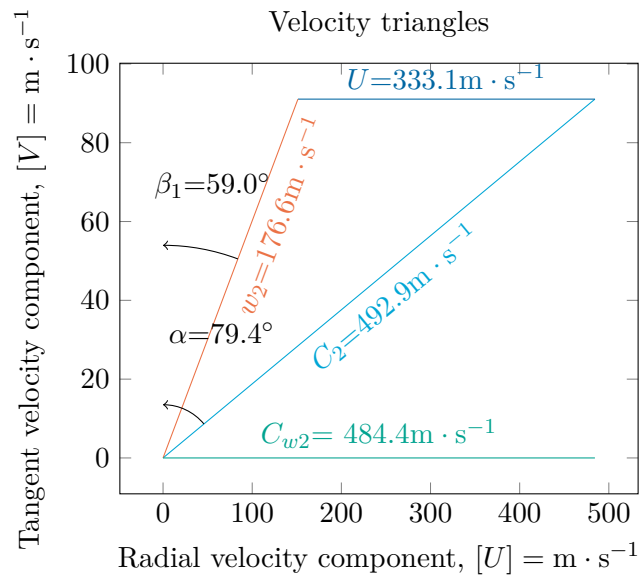 Velocity triangles
Tangent velocity component, [V] = m · s⁻¹
100
80
60
40
20
0
U=333.1m · s⁻¹
β₁=59.0°
w₂=176.6m · s⁻¹
α=79.4°
C₂=492.9m · s⁻¹
C_{w2}= 484.4m · s⁻¹
0 100 200 300 400 500
Radial velocity component, [U] = m · s⁻¹